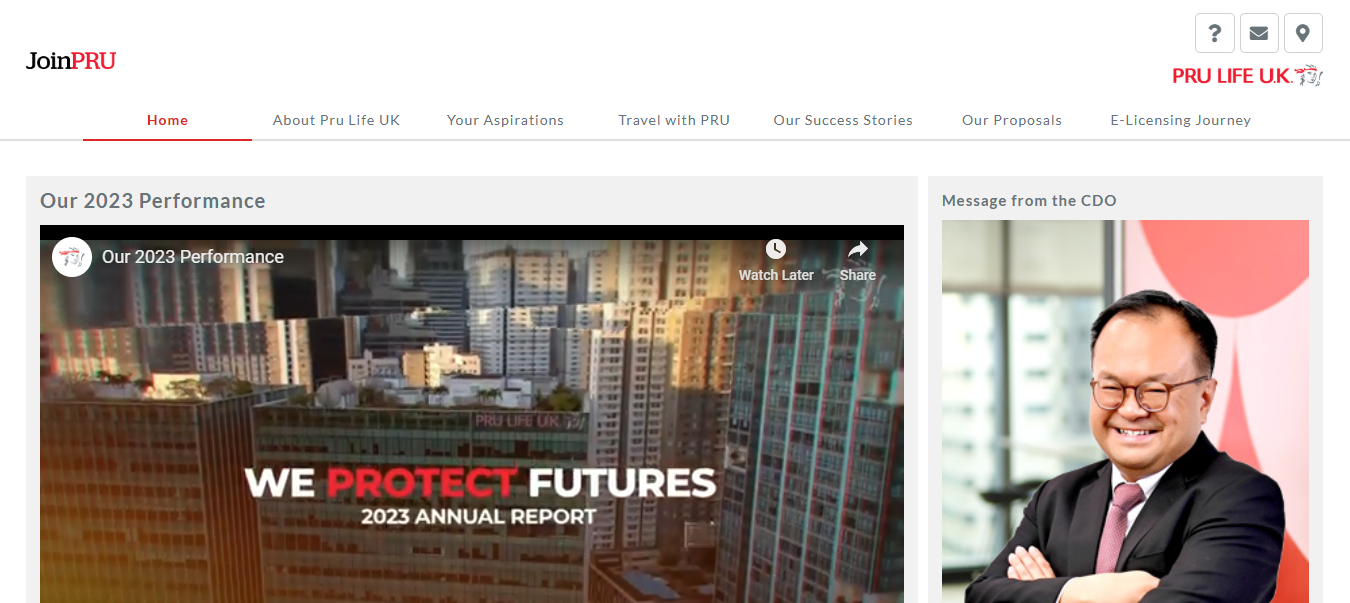 JoinPRU
?
PRU LIFE U.K.
Home
About Pru Life UK
Your Aspirations
Travel with PRU
Our Success Stories
Our Proposals
E-Licensing Journey
Our 2023 Performance
Our 2023 Performance
Watch Later
Share
PRU LIFE U.K.
WE PROTECT FUTURES
2023 ANNUAL REPORT
Message from the CDO